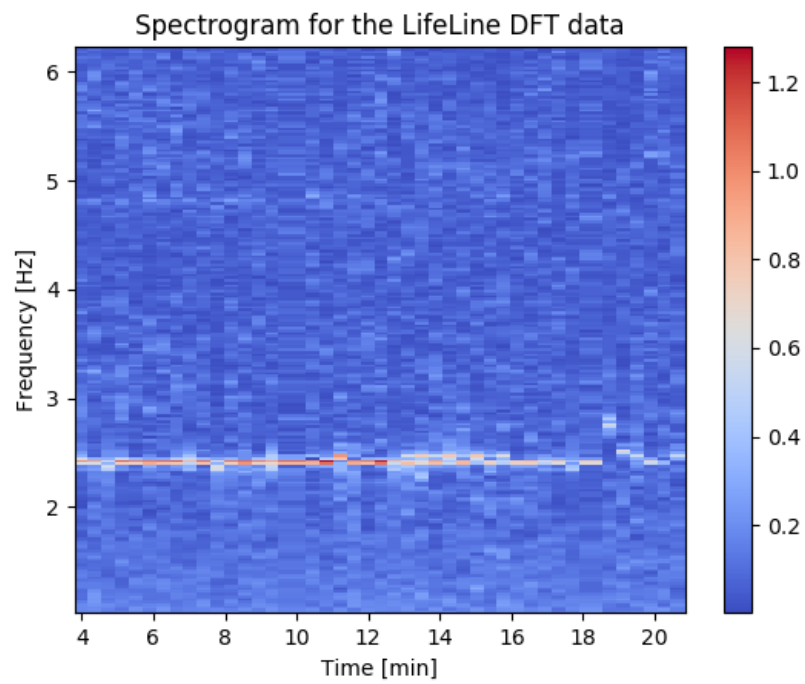 Spectrogram for the LifeLine DFT data
6
5
4
3
2
Frequency [Hz]
4 6 8 10 12 14 16 18 20
Time [min]
1.2
1.0
0.8
0.6
0.4
0.2